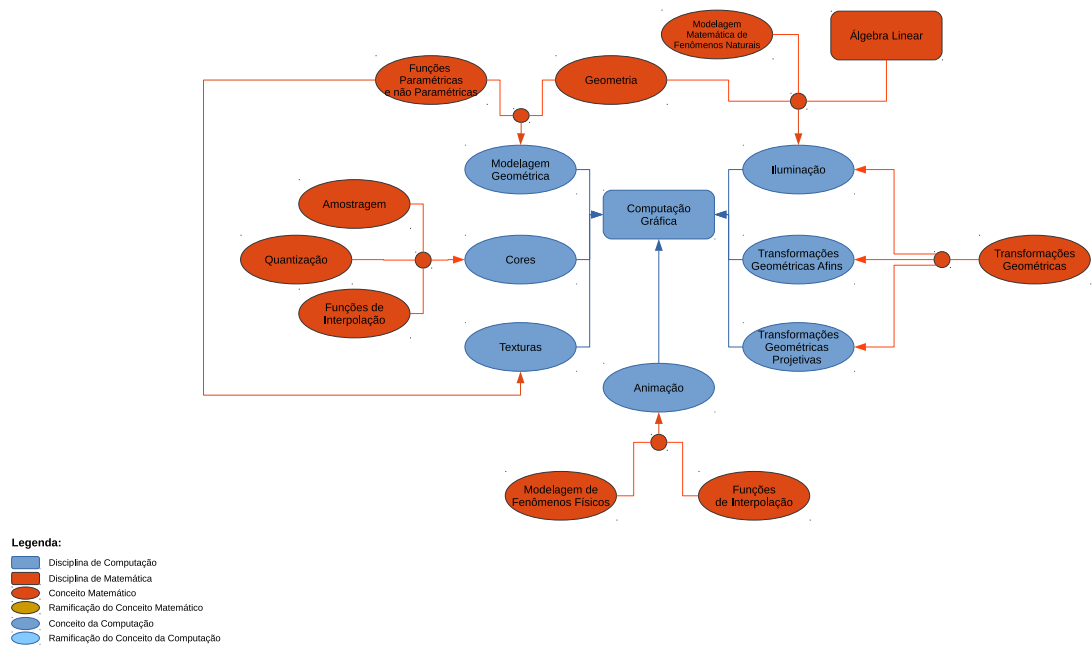 Modelagem
Matemática de
Fenômenos Naturais
Álgebra Linear
Funções
Paramétricas
e não Paramétricas
Geometria
Modelagem
Geométrica
Iluminação
Amostragem
Computação
Gráfica
Quantização
Cores
Transformações
Geométricas Afins
Transformações
Geométricas
Funções de
Interpolação
Texturas
Transformações
Geométricas
Projetivas
Animação
Modelagem de
Fenômenos Físicos
Funções
de Interpolação
Legenda:
Disciplina de Computação
Disciplina de Matemática
Conceito Matemático
Ramificação do Conceito Matemático
Conceito da Computação
Ramificação do Conceito da Computação